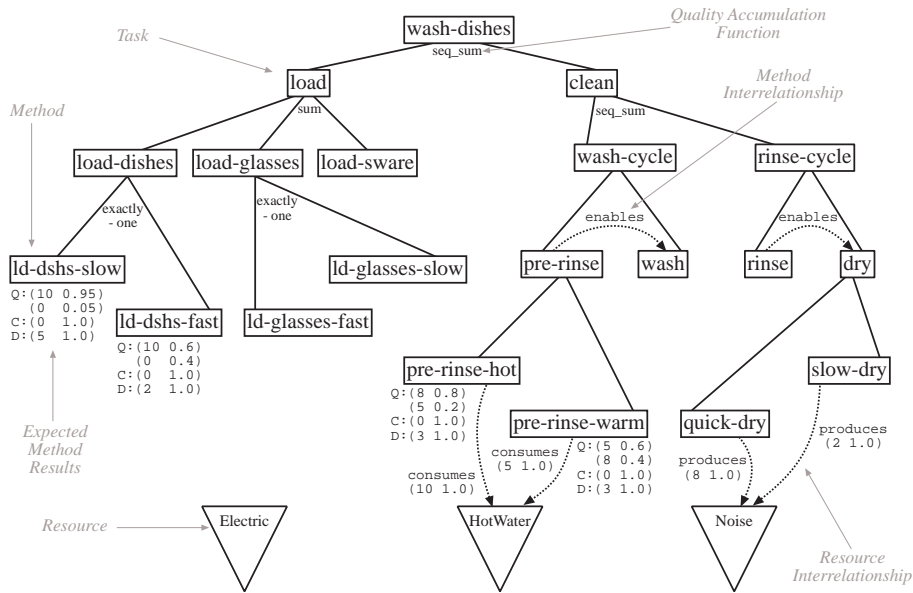 wash-dishes
Quality Accumulation
Function
Task
seq_sum
load
clean
Method
Interrelationship
Method
sum
seq_sum
load-dishes
load-glasses
load-sware
wash-cycle
rinse-cycle
exactly
- one
exactly
- one
enables
enables
ld-dshs-slow
ld-glasses-slow
pre-rinse
wash
rinse
dry
Q:(10 0.95)
(0 0.05)
C:(0 1.0)
D:(5 1.0)
ld-dshs-fast
ld-glasses-fast
Q:(10 0.6)
(0 0.4)
C:(0 1.0)
D:(2 1.0)
pre-rinse-hot
slow-dry
Q:(8 0.8)
(5 0.2)
C:(0 1.0)
D:(3 1.0)
pre-rinse-warm
quick-dry
Expected
Method
Results
Q:(5 0.6)
(8 0.4)
C:(0 1.0)
D:(3 1.0)
consumes
(5 1.0)
consumes
(10 1.0)
produces
(8 1.0)
produces
(2 1.0)
Resource
Electric
HotWater
Noise
Resource
Interrelationship